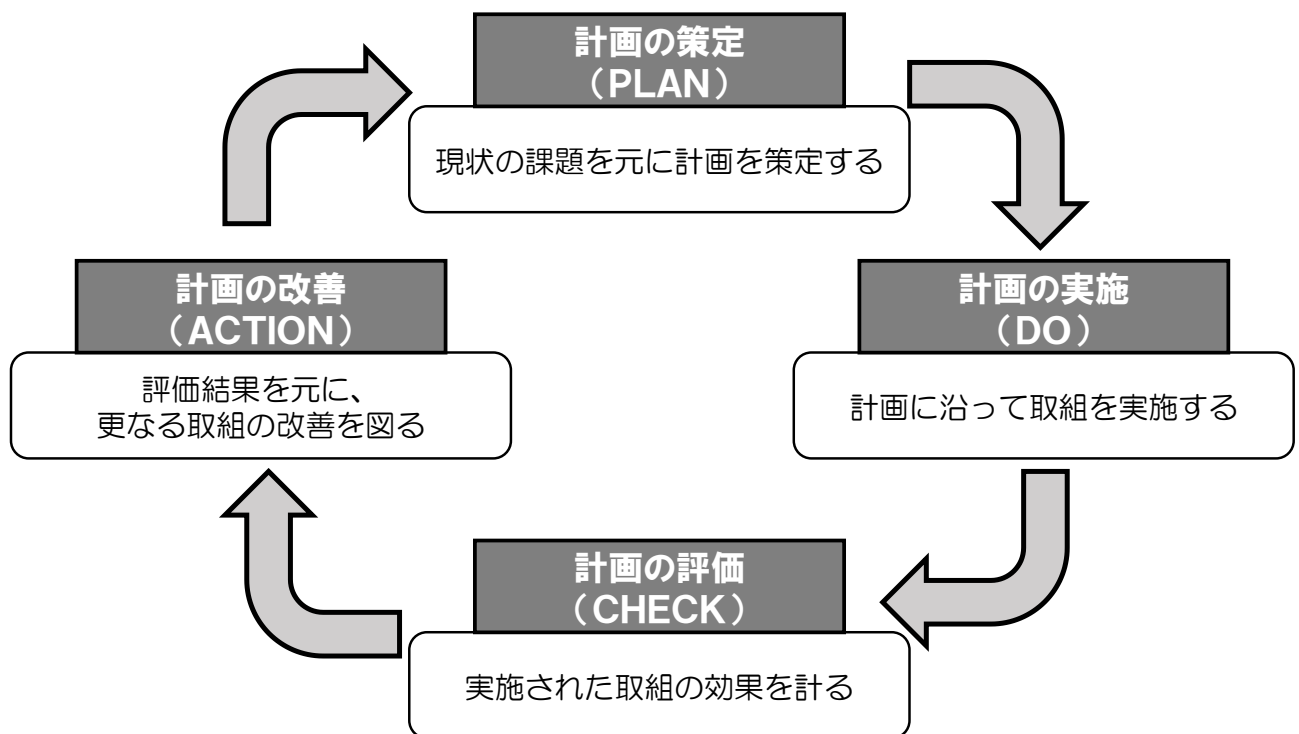 計画の策定
（PLAN）
現状の課題を元に計画を策定する
計画の改善
（ACTION）
評価結果を元に、
更なる取組の改善を図る
計画の実施
（DO）
計画に沿って取組を実施する
計画の評価
（CHECK）
実施された取組の効果を計る